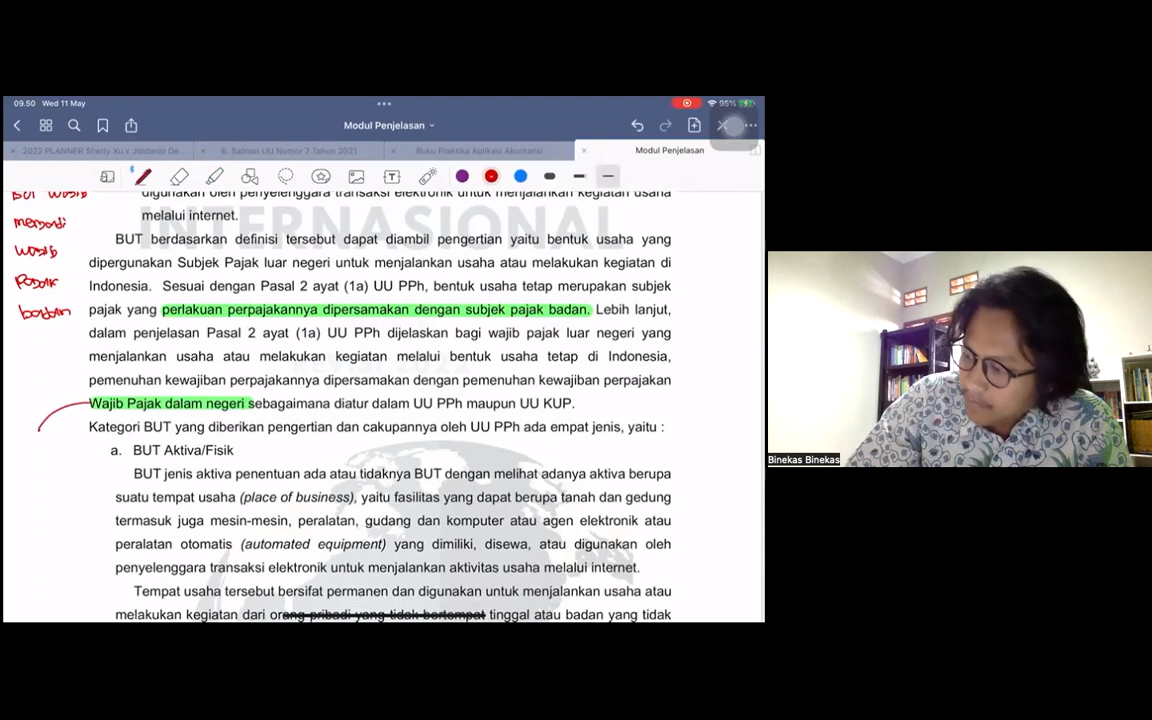 09.50 Wed 11 May
95%
Modul Penjelasan
2022 PLANNER Shelly Xu x Jordanio De...
6. Salinan UU Nomor 7 Tahun 2021
Buku Praktika Aplikasi Akuntansi
Modul Penjelasan
BUT wajib
menjadi
wajib
Pajak
badan
digunakan oleh penyelenggara transaksi elektronik untuk menjalankan kegiatan usaha
melalui internet.
INTERNASIONAL
BUT berdasarkan definisi tersebut dapat diambil pengertian yaitu bentuk usaha yang
dipergunakan Subjek Pajak luar negeri untuk menjalankan usaha atau melakukan kegiatan di
Indonesia. Sesuai dengan Pasal 2 ayat (1a) UU PPh, bentuk usaha tetap merupakan subjek
pajak yang perlakuan perpajakannya dipersamakan dengan subjek pajak badan. Lebih lanjut,
dalam penjelasan Pasal 2 ayat (1a) UU PPh dijelaskan bagi wajib pajak luar negeri yang
menjalankan usaha atau melakukan kegiatan melalui bentuk usaha tetap di Indonesia,
REVISI 2022
pemenuhan kewajiban perpajakannya dipersamakan dengan pemenuhan kewajiban perpajakan
Wajib Pajak dalam negeri sebagaimana diatur dalam UU PPh maupun UU KUP.
Kategori BUT yang diberikan pengertian dan cakupannya oleh UU PPh ada empat jenis, yaitu :
a. BUT Aktiva/Fisik
BUT jenis aktiva penentuan ada atau tidaknya BUT dengan melihat adanya aktiva berupa
suatu tempat usaha (place of business), yaitu fasilitas yang dapat berupa tanah dan gedung
termasuk juga mesin-mesin, peralatan, gudang dan komputer atau agen elektronik atau
peralatan otomatis (automated equipment) yang dimiliki, disewa, atau digunakan oleh
penyelenggara transaksi elektronik untuk menjalankan aktivitas usaha melalui internet.
Tempat usaha tersebut bersifat permanen dan digunakan untuk menjalankan usaha atau
melakukan kegiatan dari orang pribadi yang tidak bertempat tinggal atau badan yang tidak
Binekas Binekas